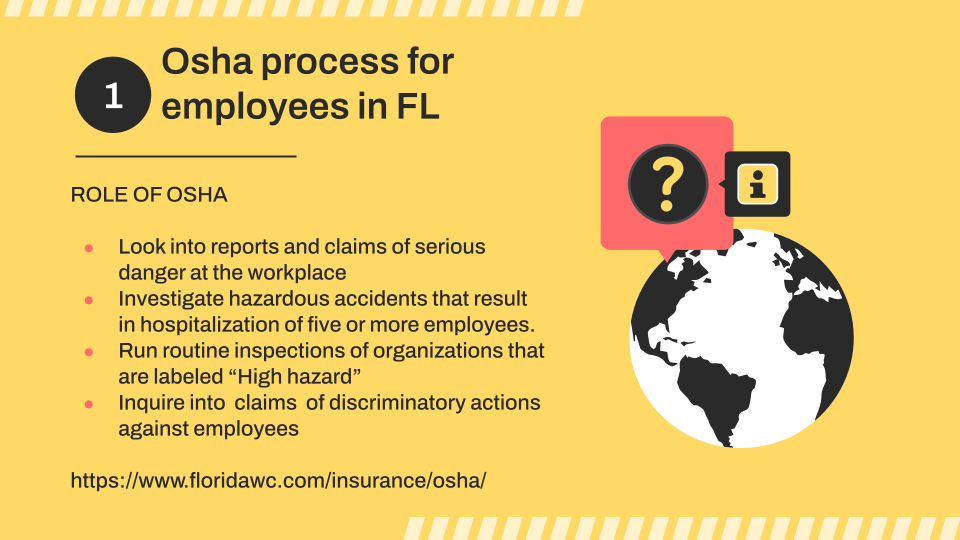 1
Osha process for
employees in FL
ROLE OF OSHA
● Look into reports and claims of serious
danger at the workplace
● Investigate hazardous accidents that result
in hospitalization of five or more employees.
● Run routine inspections of organizations that
are labeled “High hazard”
● Inquire into  claims  of discriminatory actions
against employees
https://www.floridawc.com/insurance/osha/
?
i